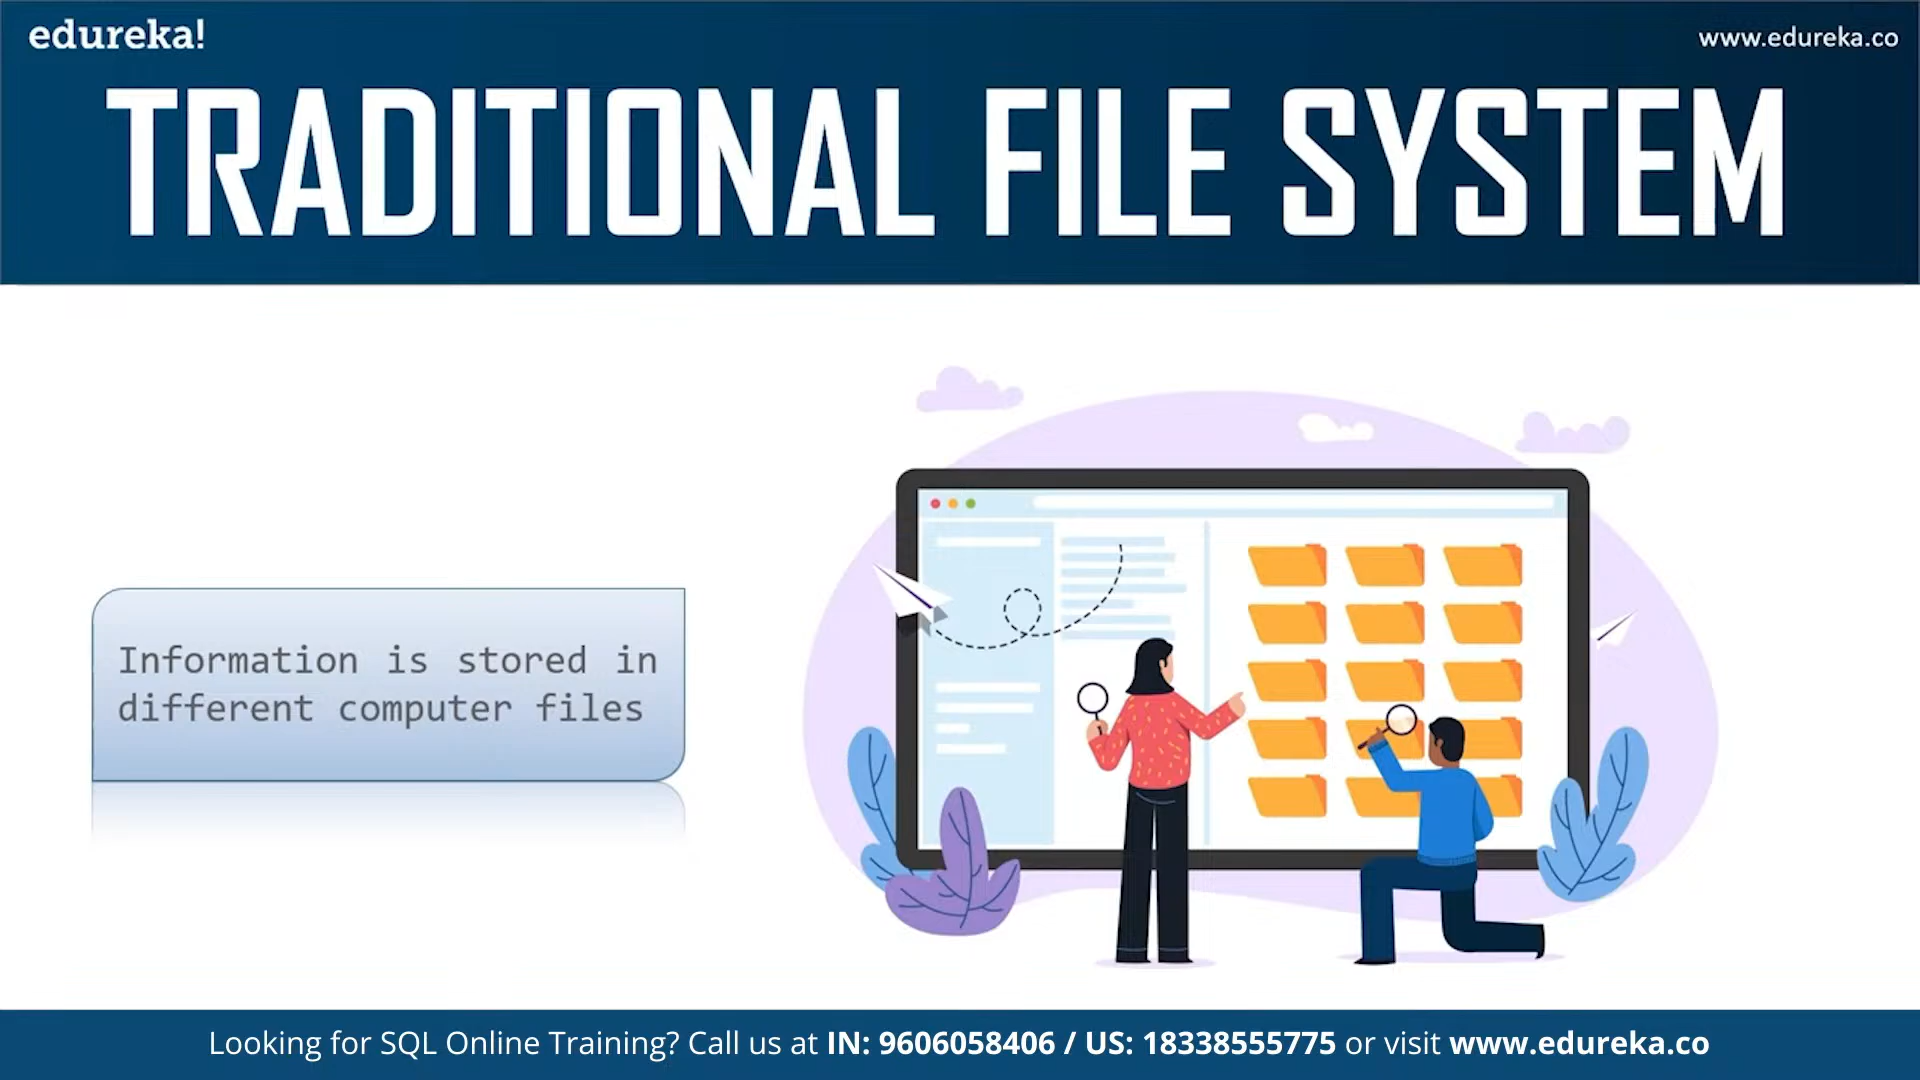 edureka!
www.edureka.co
TRADITIONAL FILE SYSTEM
Information is stored in
different computer files
Looking for SQL Online Training? Call us at IN: 9606058406 / US: 18338555775 or visit www.edureka.co